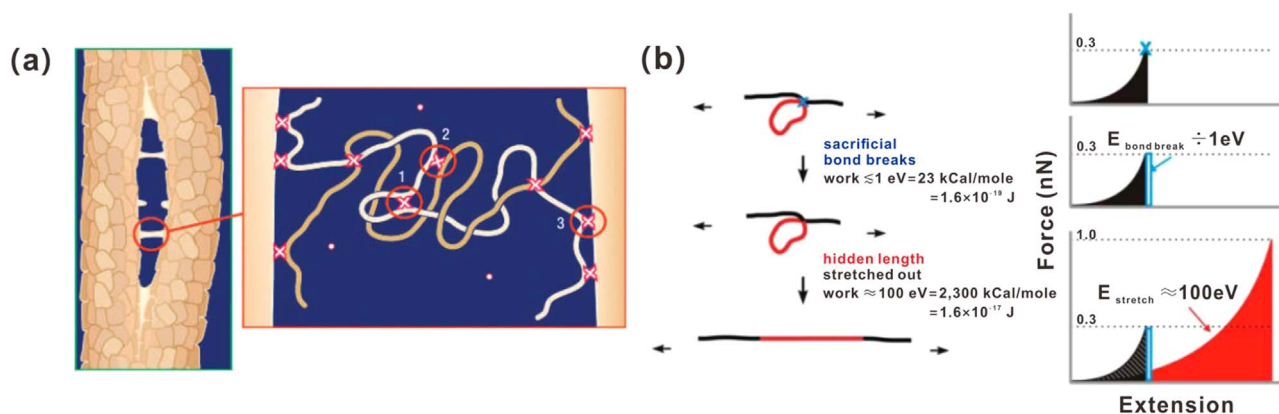 (a)
1
2
3
(b)
sacrificial
bond breaks
work ≲1 eV=23 kCal/mole
=1.6×10⁻¹⁹ J
hidden length
stretched out
work ≈100 eV=2,300 kCal/mole
=1.6×10⁻¹⁷ J
Force (nN)
0.3
0.3
E bond break ÷1eV
1.0
E stretch ≈100eV
0.3
Extension